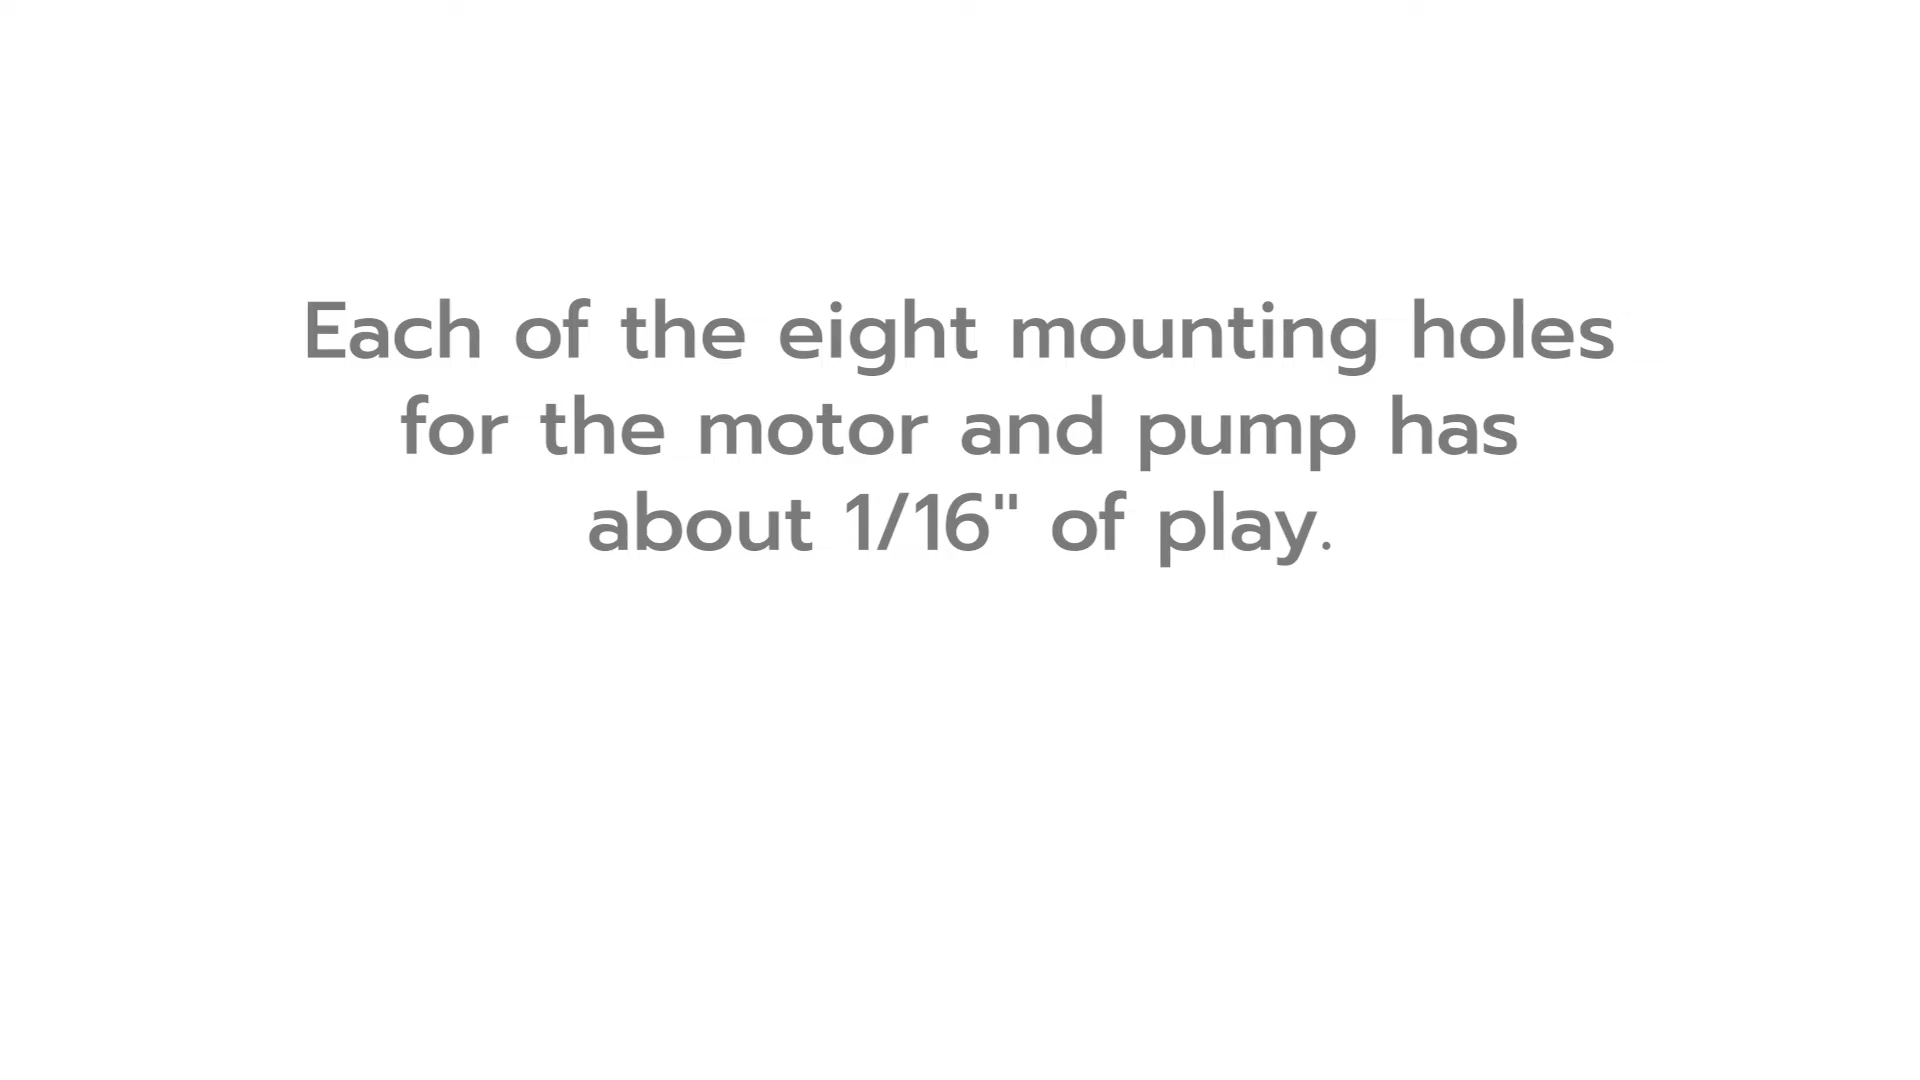 Each of the eight mounting holes
for the motor and pump has
about 1/16" of play.